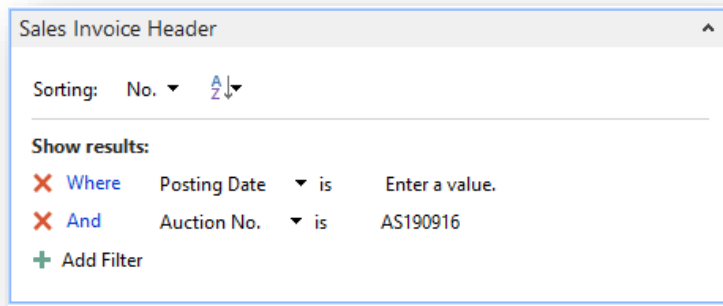 Sales Invoice Header
Sorting: No. AZ
Show results:
Where Posting Date is Enter a value.
And Auction No. is AS190916
Add Filter